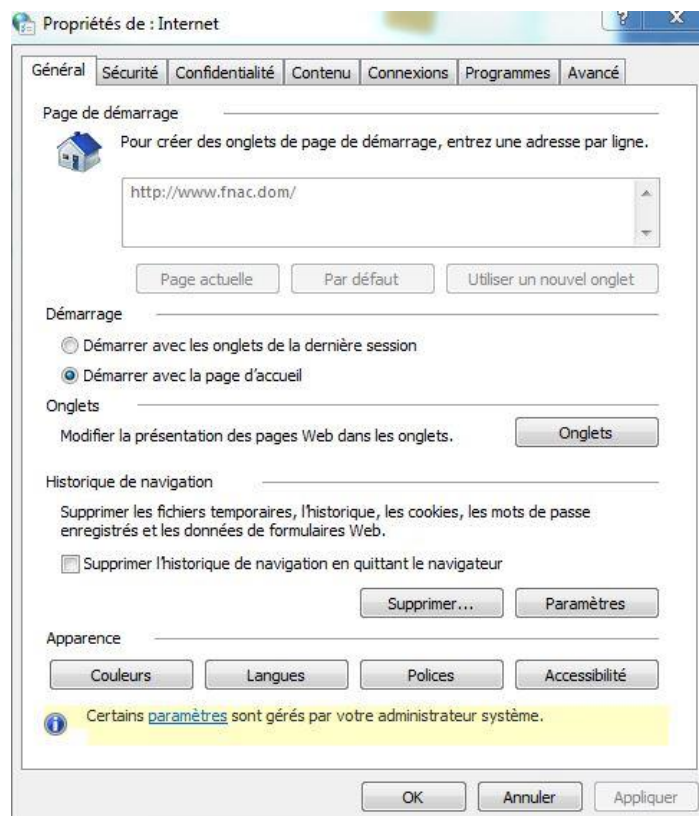 Propriétés de : Internet
? X
Général Sécurité Confidentialité Contenu Connexions Programmes Avancé
Page de démarrage
Pour créer des onglets de page de démarrage, entrez une adresse par ligne.
http://www.fnac.dom/
Page actuelle Par défaut Utiliser un nouvel onglet
Démarrage
Démarrer avec les onglets de la dernière session
Démarrer avec la page d'accueil
Onglets
Modifier la présentation des pages Web dans les onglets. Onglets
Historique de navigation
Supprimer les fichiers temporaires, l'historique, les cookies, les mots de passe
enregistrés et les données de formulaires Web.
Supprimer l'historique de navigation en quittant le navigateur
Supprimer... Paramètres
Apparence
Couleurs Langues Polices Accessibilité
Certains paramètres sont gérés par votre administrateur système.
OK Annuler Appliquer